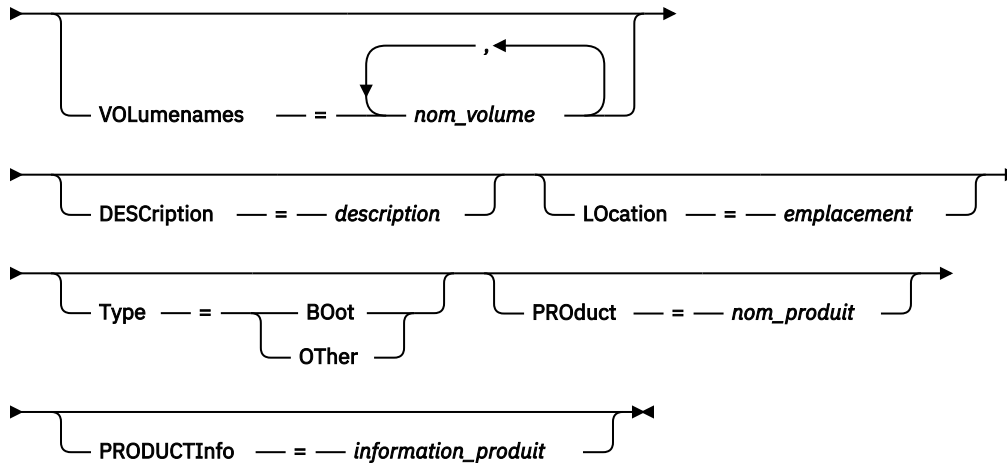 ,
VOLumenames = nom_volume
DESCription = description LOcation = emplacement
Type = BOot PROduct = nom_produit
OTher
PRODUCTInfo = information_produit